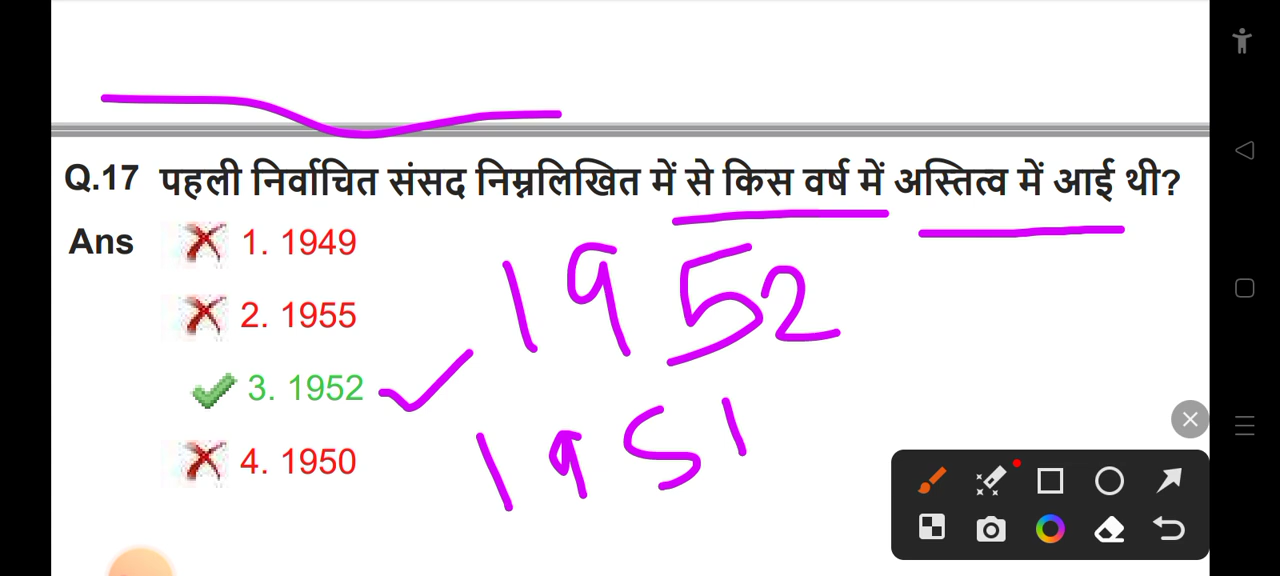 Q.17 पहली निर्वाचित संसद निम्नलिखित में से किस वर्ष में अस्तित्व में आई थी?
Ans 1. 1949
2. 1955
1952
3. 1952
1951
4. 1950